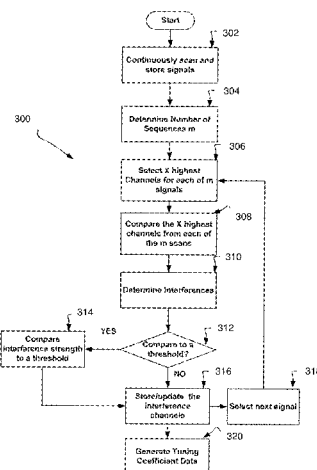 Start
302
Continuously scan and
store signals
304
Determine Number of
Sequences m
300
306
Select X highest
Channels for each of m
signals
308
Compare the X highest
channels from each of
the m scans
310
Determine Interferences
314
312
YES
Compare
interference strength
to a threshold
Compare to a
threshold?
NO
316
318
Store/update the
interference
channels
Select next signal
320
Generate Tuning
Coefficient Data